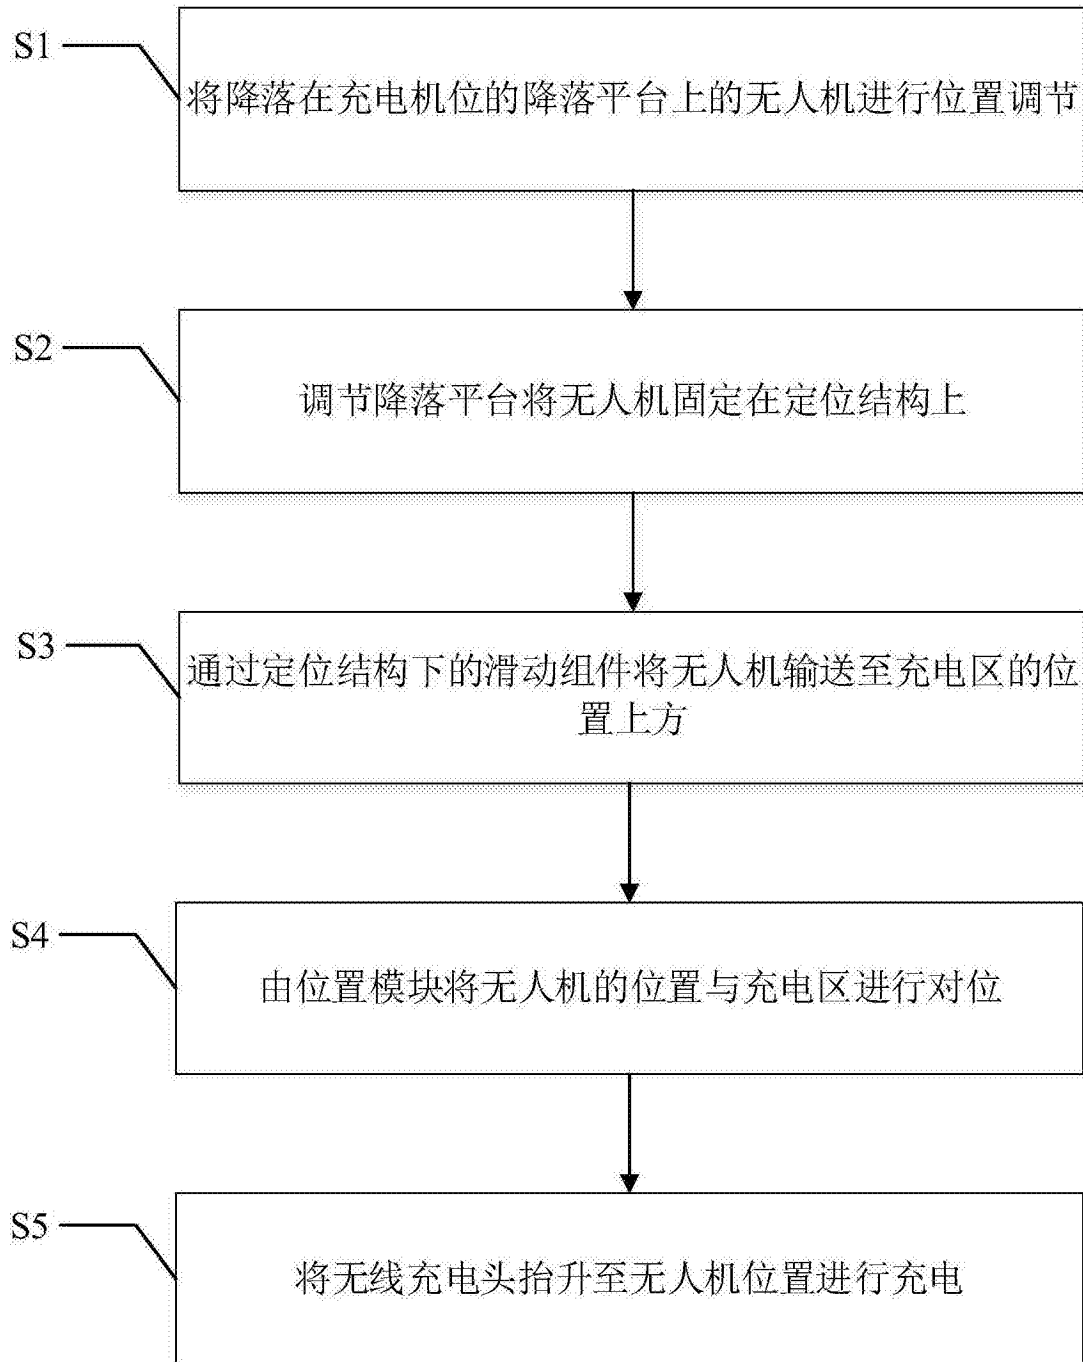 S1
将降落在充电机位的降落平台上的无人机进行位置调节
S2
调节降落平台将无人机固定在定位结构上
S3
通过定位结构下的滑动组件将无人机输送至充电区的位
置上方
S4
由位置模块将无人机的位置与充电区进行对位
S5
将无线充电头抬升至无人机位置进行充电